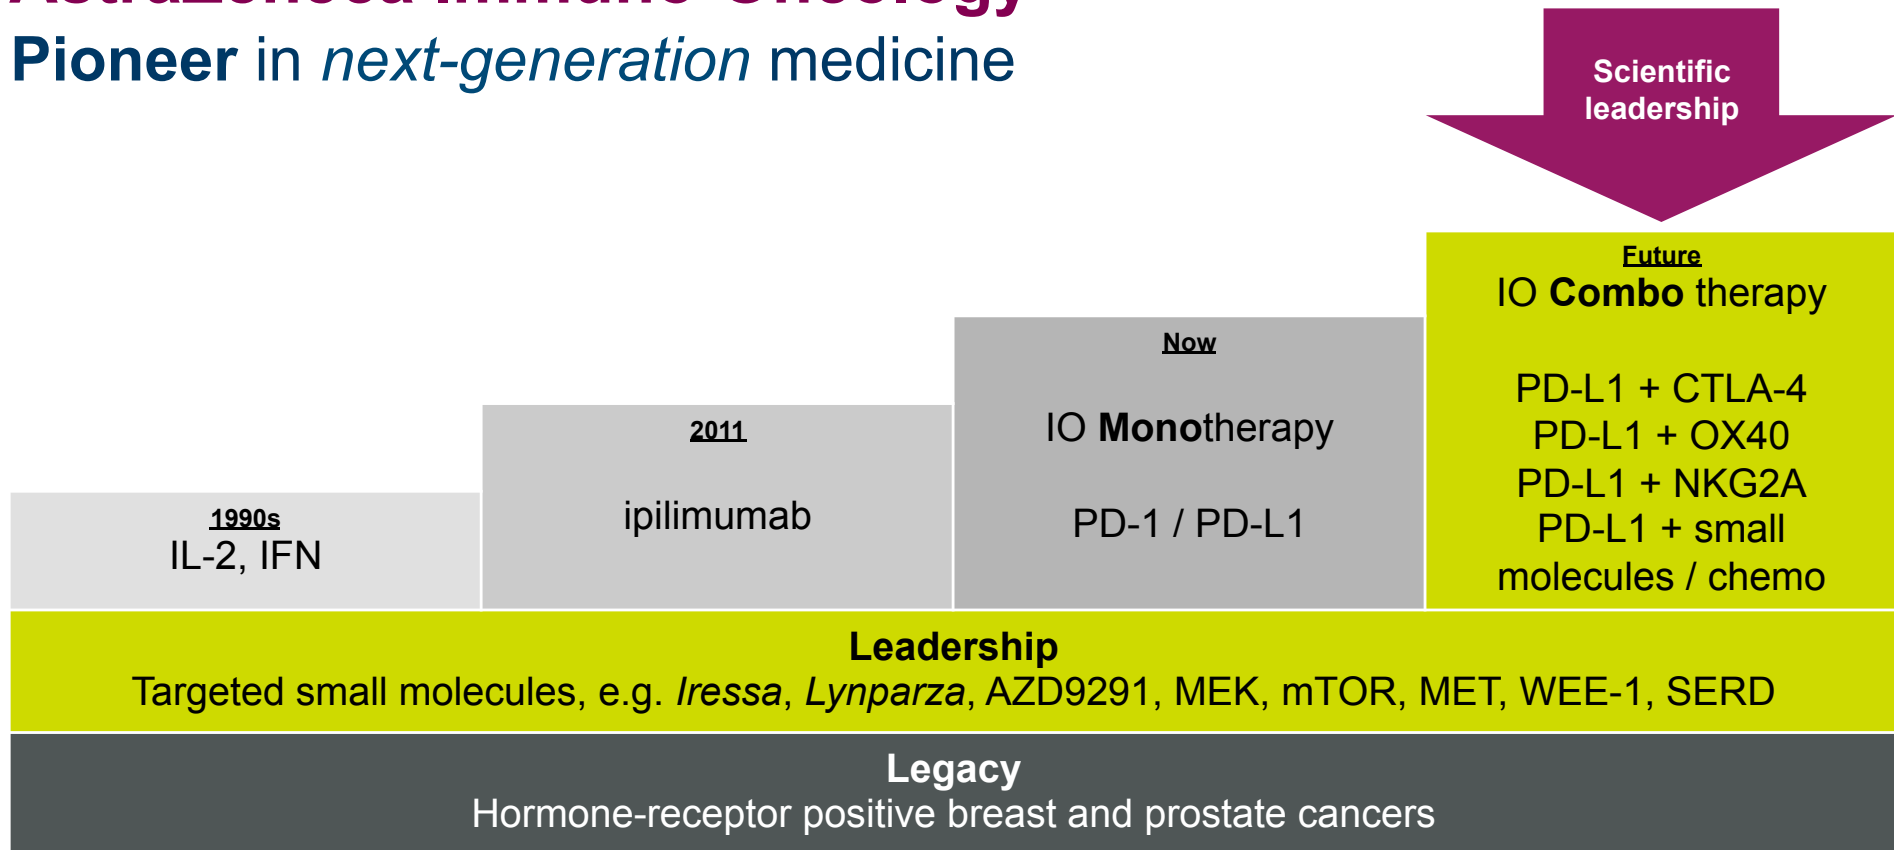 AstraZeneca Immuno-Oncology
Pioneer in next-generation medicine
Scientific
leadership
1990s
IL-2, IFN
2011
ipilimumab
Now
IO Monotherapy
PD-1 / PD-L1
Future
IO Combo therapy
PD-L1 + CTLA-4
PD-L1 + OX40
PD-L1 + NKG2A
PD-L1 + small
molecules / chemo
Leadership
Targeted small molecules, e.g. Iressa, Lynparza, AZD9291, MEK, mTOR, MET, WEE-1, SERD
Legacy
Hormone-receptor positive breast and prostate cancers